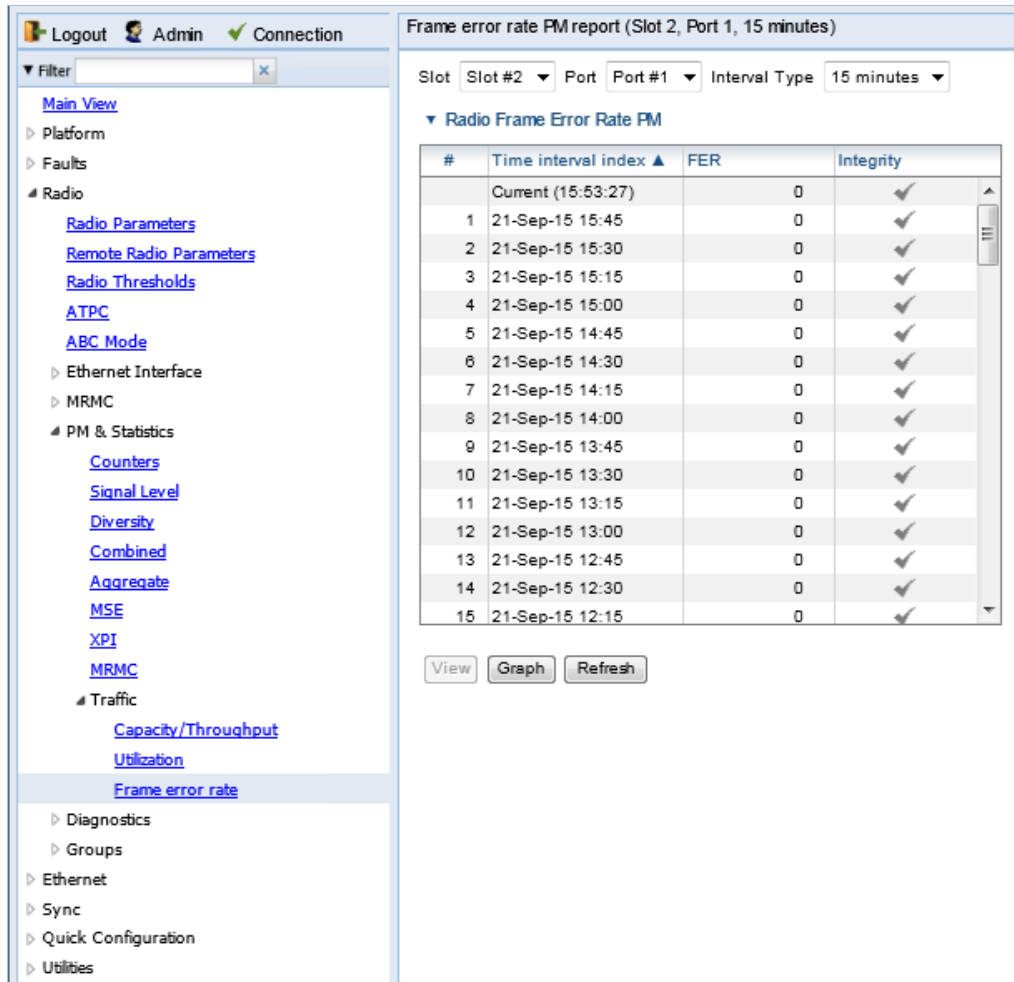 Logout Admin Connection
Filter
Main View
Platform
Faults
Radio
Radio Parameters
Remote Radio Parameters
Radio Thresholds
ATPC
ABC Mode
Ethernet Interface
MRMC
PM & Statistics
Counters
Signal Level
Diversity
Combined
Aggregate
MSE
XPI
MRMC
Traffic
Capacity/Throughput
Utilization
Frame error rate
Diagnostics
Groups
Ethernet
Sync
Quick Configuration
Utilities
Frame error rate PM report (Slot 2, Port 1, 15 minutes)
Slot Slot #2 Port Port #1 Interval Type 15 minutes
Radio Frame Error Rate PM
# Time interval index FER Integrity
Current (15:53:27) 0
1 21-Sep-15 15:45 0
2 21-Sep-15 15:30 0
3 21-Sep-15 15:15 0
4 21-Sep-15 15:00 0
5 21-Sep-15 14:45 0
6 21-Sep-15 14:30 0
7 21-Sep-15 14:15 0
8 21-Sep-15 14:00 0
9 21-Sep-15 13:45 0
10 21-Sep-15 13:30 0
11 21-Sep-15 13:15 0
12 21-Sep-15 13:00 0
13 21-Sep-15 12:45 0
14 21-Sep-15 12:30 0
15 21-Sep-15 12:15 0
View Graph Refresh